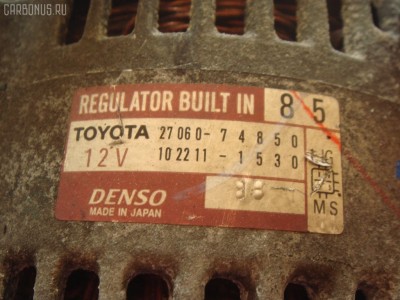 CARBONUS.RU
REGULATOR BUILT IN 85
TOYOTA 27060-74850
12V 102211-1530
DENSO
MADE IN JAPAN
MS